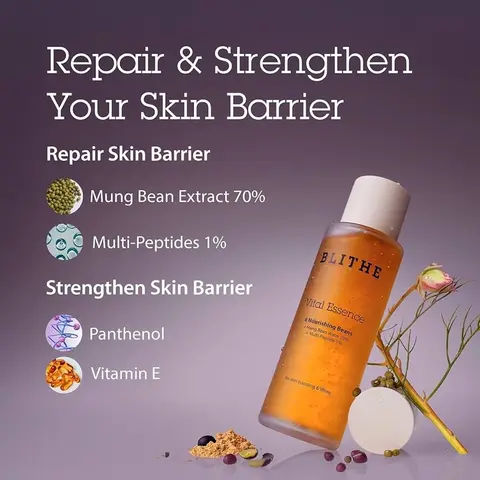 Repair & Strengthen
Your Skin Barrier
Repair Skin Barrier
Mung Bean Extract 70%
Multi-Peptides 1%
Strengthen Skin Barrier
Panthenol
Vitamin E
BLITHE
Vital Essence
Nourishing Beans